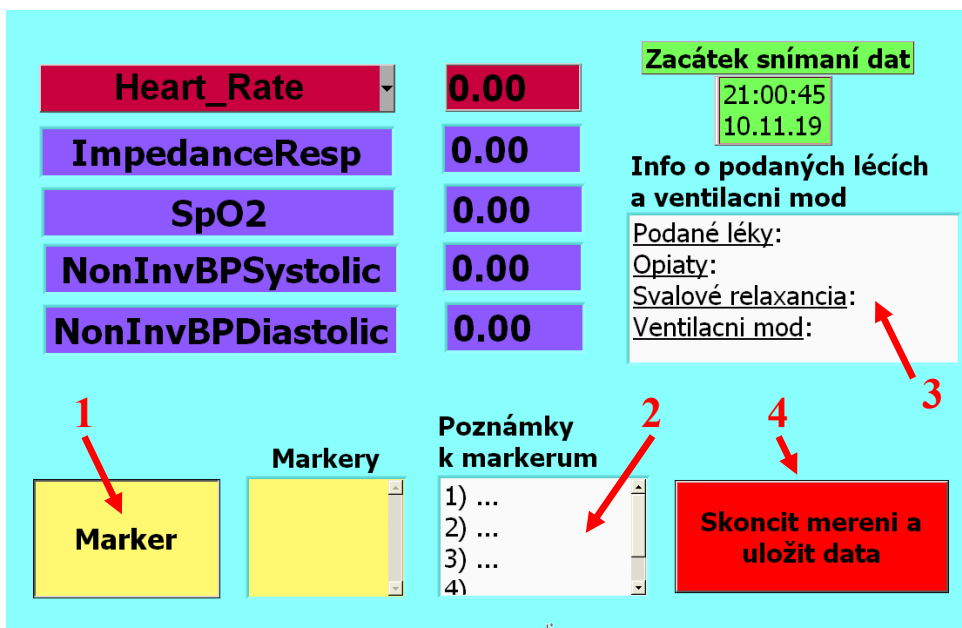 Heart_Rate 0.00
ImpedanceResp 0.00
SpO2 0.00
NonInvBPSystolic 0.00
NonInvBPDiastolic 0.00
Zacátek snímaní dat
21:00:45
10.11.19
Info o podaných lécích
a ventilacni mod
Podané léky:
Opiaty:
Svalové relaxancia:
Ventilacni mod:
3
1
Marker
Markery
Poznámky
k markerum
2
1) ...
2) ...
3) ...
4)
4
Skoncit mereni a
uložit data